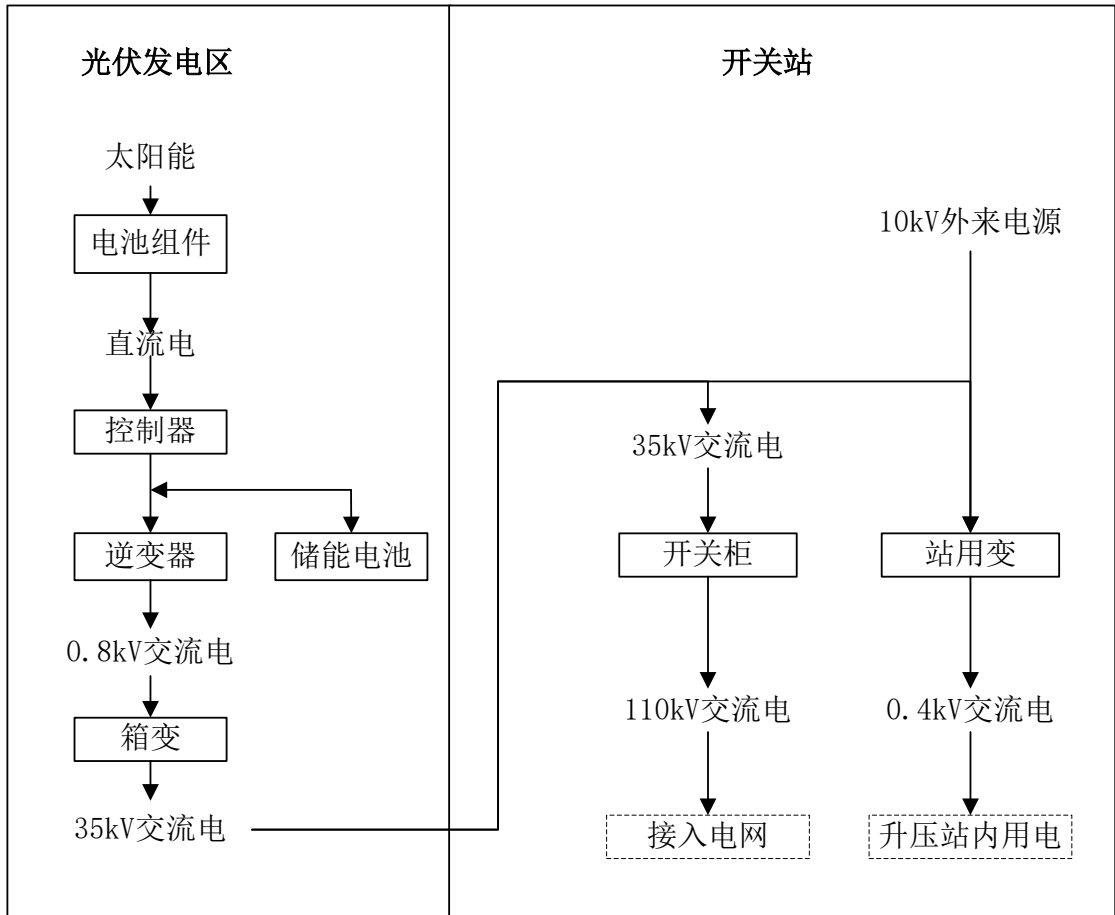 光伏发电区
太阳能
电池组件
直流电
控制器
逆变器
储能电池
0.8kV交流电
箱变
35kV交流电
开关站
10kV外来电源
35kV交流电
开关柜
站用变
110kV交流电
0.4kV交流电
接入电网
升压站内用电